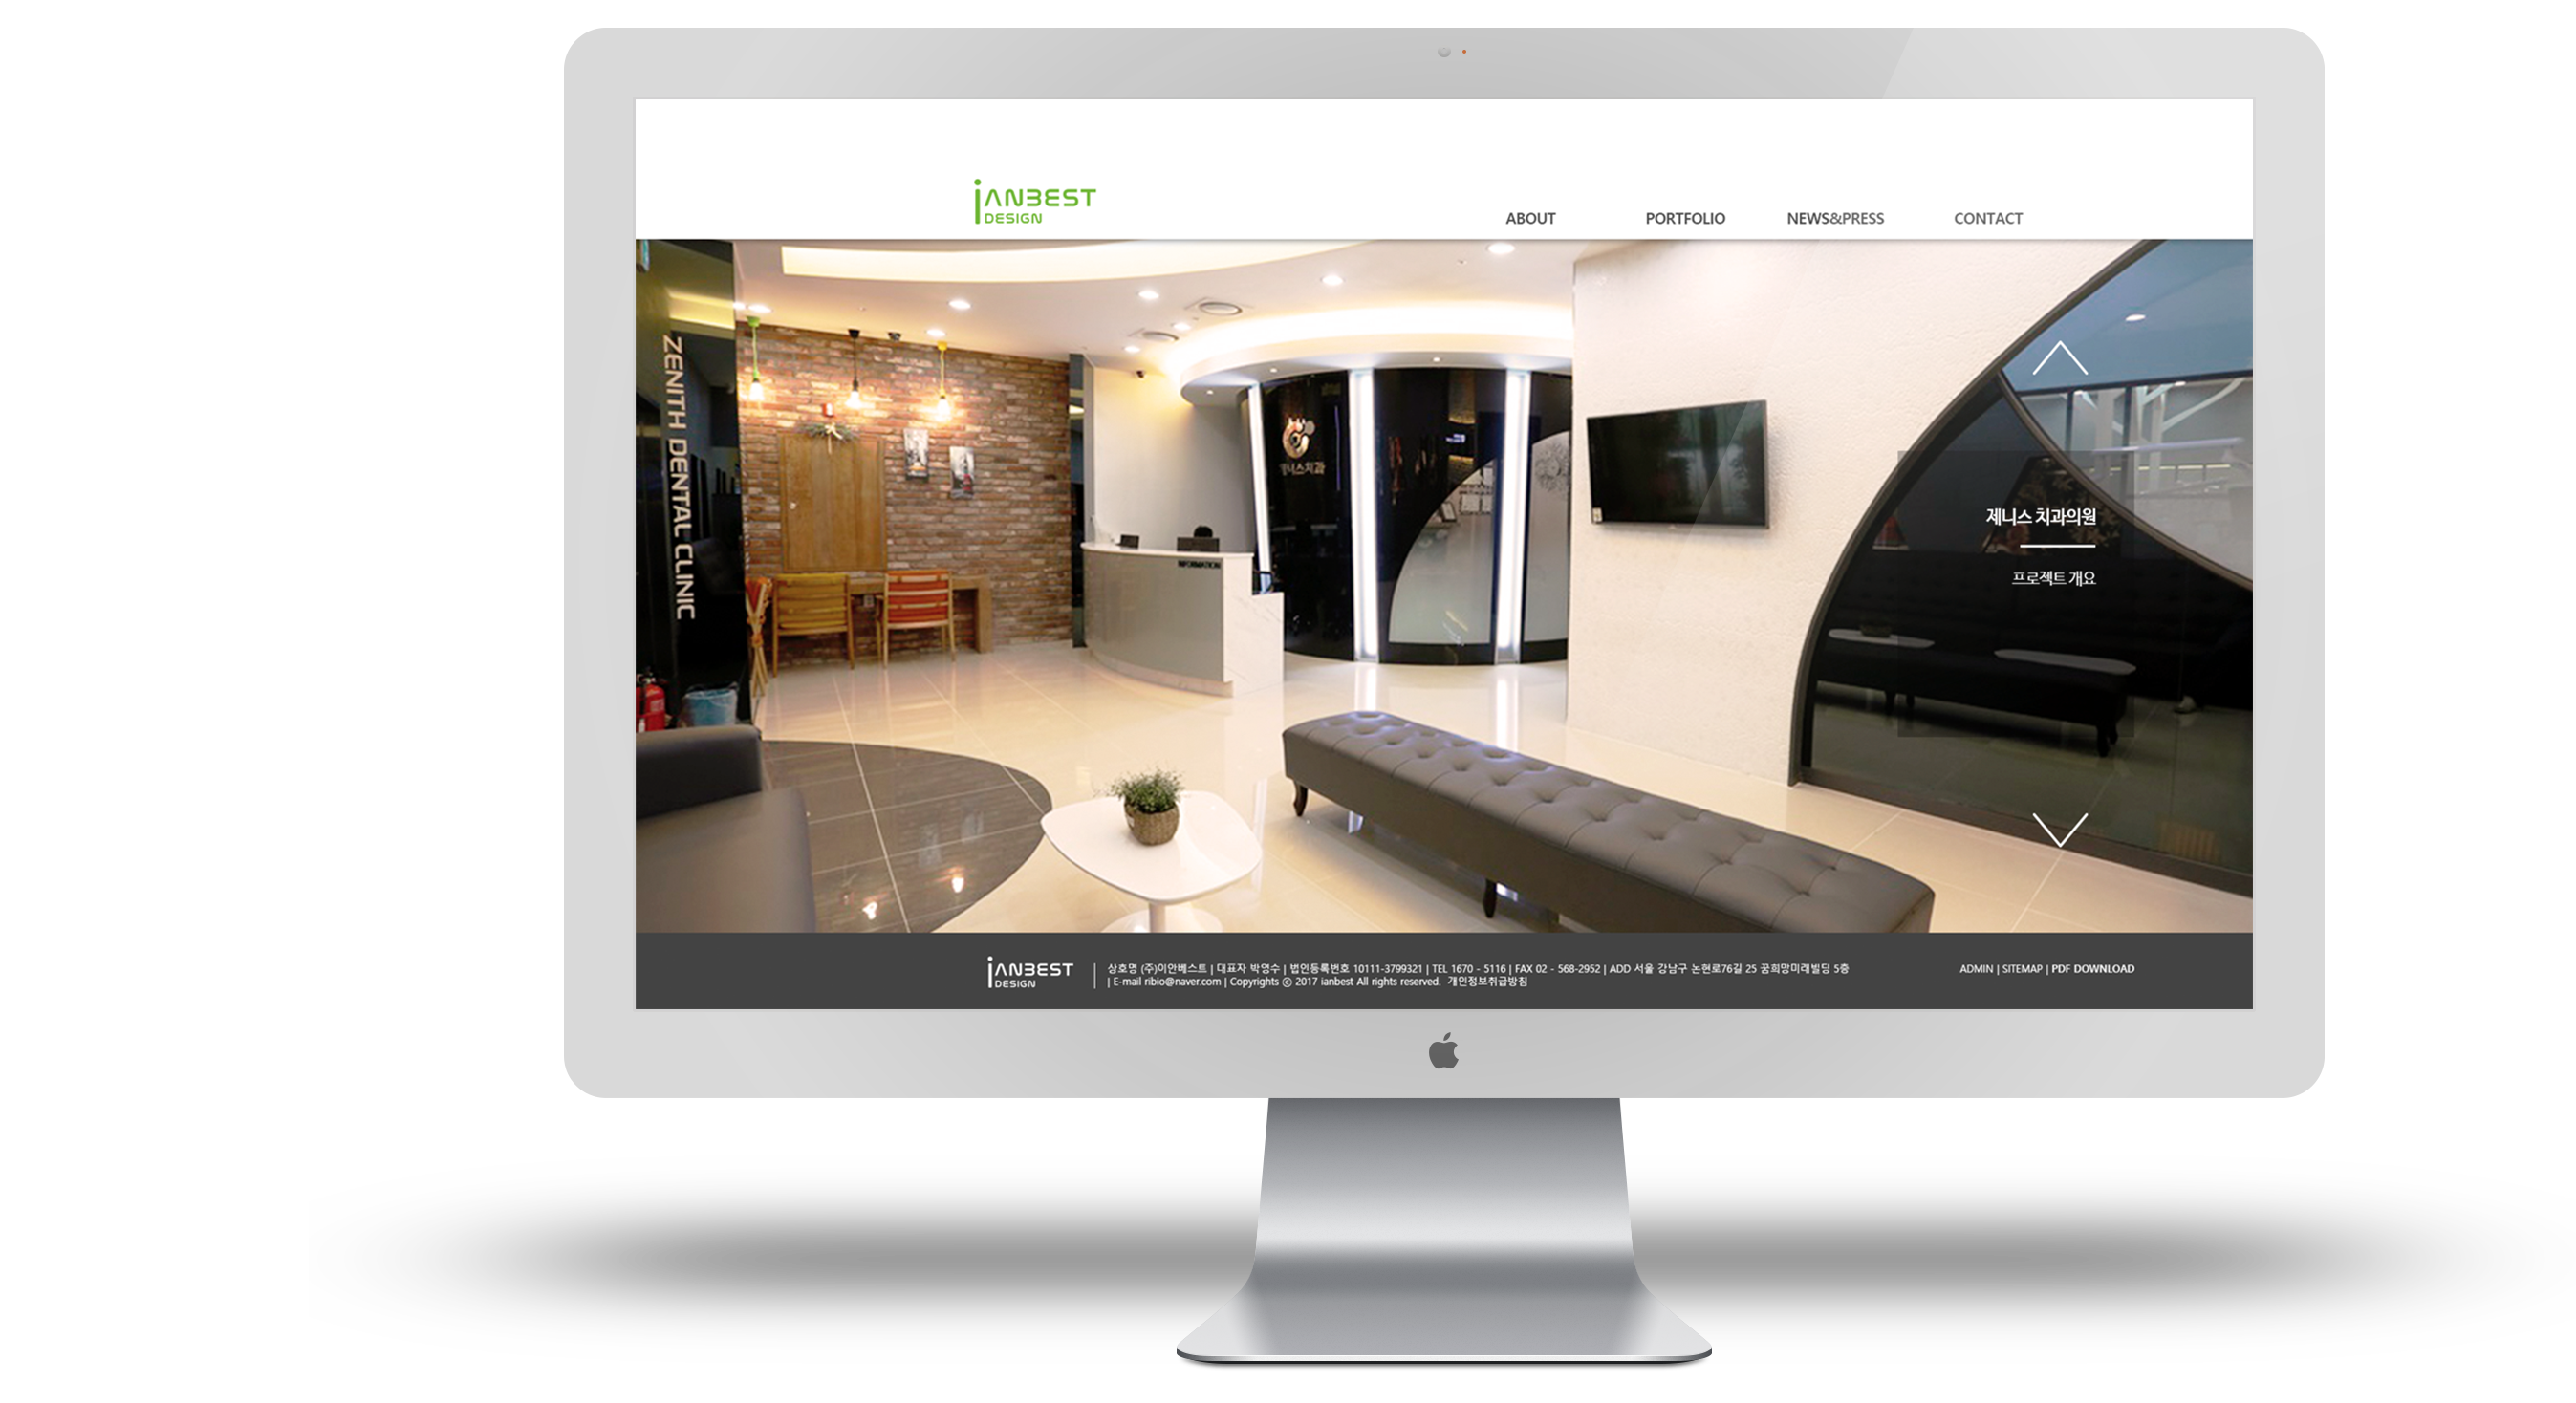 iANBEST
DESIGN
ABOUT PORTFOLIO NEWS&PRESS CONTACT
ZENITH DENTAL CLINIC
제니스치과
INFORMATION
제니스 치과의원
프로젝트 개요
iANBEST
DESIGN
상호명 (주)이안베스트 | 대표자 박영수 | 법인등록번호 10111-3799321 | TEL 1670 - 5116 | FAX 02 - 568-2952 | ADD 서울 강남구 논현로76길 25 꿈희망미래빌딩 5층
| E-mail ribio@naver.com | Copyrights ⓒ 2017 ianbest All rights reserved. 개인정보취급방침
ADMIN | SITEMAP | PDF DOWNLOAD